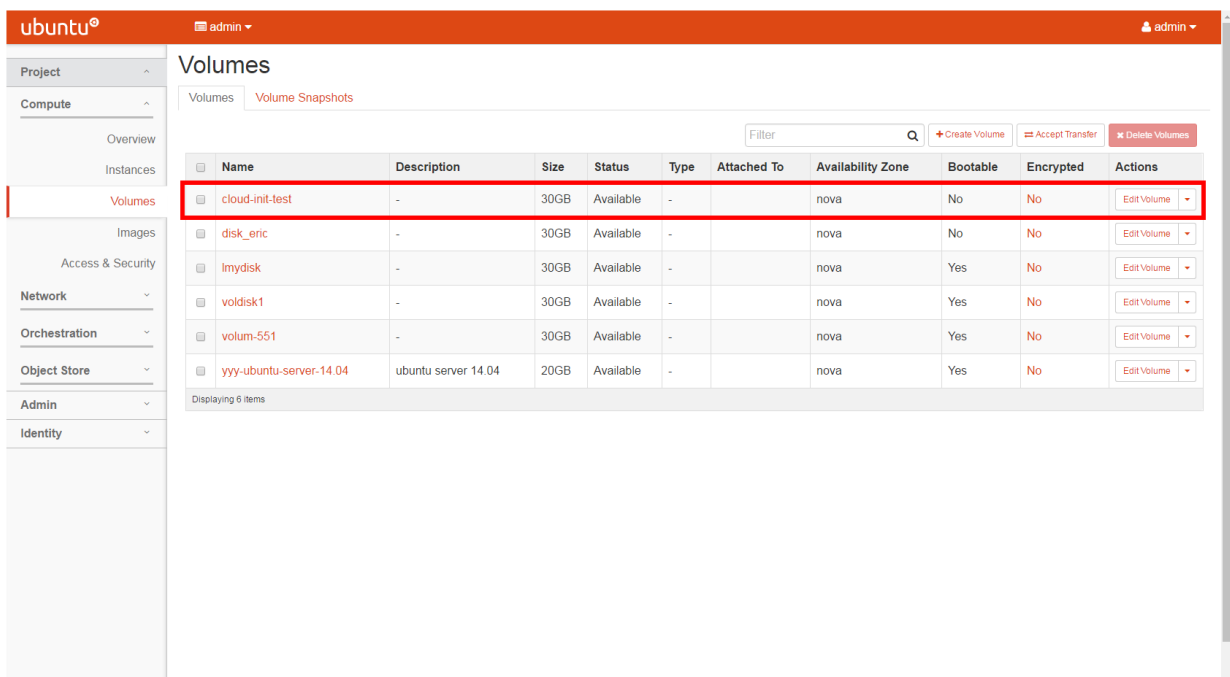 ubuntu admin admin
Volumes
Project
Volumes Volume Snapshots
Compute
Overview
Filter Create Volume Accept Transfer Delete Volumes
Instances
Name Description Size Status Type Attached To Availability Zone Bootable Encrypted Actions
Volumes
cloud-init-test - 30GB Available - nova No No Edit Volume
Images
disk_eric - 30GB Available - nova No No Edit Volume
Access & Security
lmydisk - 30GB Available - nova Yes No Edit Volume
Network
voldisk1 - 30GB Available - nova Yes No Edit Volume
Orchestration
volum-551 - 30GB Available - nova Yes No Edit Volume
Object Store
yyy-ubuntu-server-14.04 ubuntu server 14.04 20GB Available - nova Yes No Edit Volume
Admin
Displaying 6 items
Identity